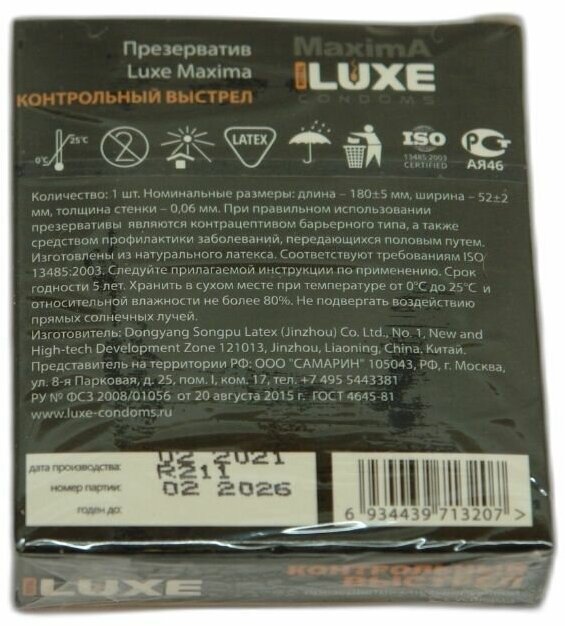 Презерватив
Luxe Maxima
КОНТРОЛЬНЫЙ ВЫСТРЕЛ
MaximA
LUXE
CONDOMS
0°C
25°C
2
LATEX
ISO
13485:2003
CERTIFIED
АЯ46
Количество: 1 шт. Номинальные размеры: длина – 180±5 мм, ширина – 52±2
мм, толщина стенки – 0,06 мм. При правильном использовании
презервативы являются контрацептивом барьерного типа, а также
средством профилактики заболеваний, передающихся половым путем.
Изготовлены из натурального латекса. Соответствуют требованиям ISO
13485:2003. Следуйте прилагаемой инструкции по применению. Срок
годности 5 лет. Хранить в сухом месте при температуре от 0°C до 25°C и
относительной влажности не более 80%. Не подвергать воздействию
прямых солнечных лучей.
Изготовитель: Dongyang Songpu Latex (Jinzhou) Co. Ltd., No. 1, New and
High-tech Development Zone 121013, Jinzhou, Liaoning, China. Китай.
Представитель на территории РФ: ООО "САМАРИН" 105043, РФ, г. Москва,
ул. 8-я Парковая, д. 25, пом. I, ком. 17, тел. +7 495 5443381
РУ № ФСЗ 2008/01056 от 20 августа 2015 г. ГОСТ 4645-81
www.luxe-condoms.ru
дата производства:
02 2021
номер партии:
02 2026
годен до:
6 934439 713207 >
LUXE
КОНТРОЛЬНЫЙ
ВЫСТРЕЛ